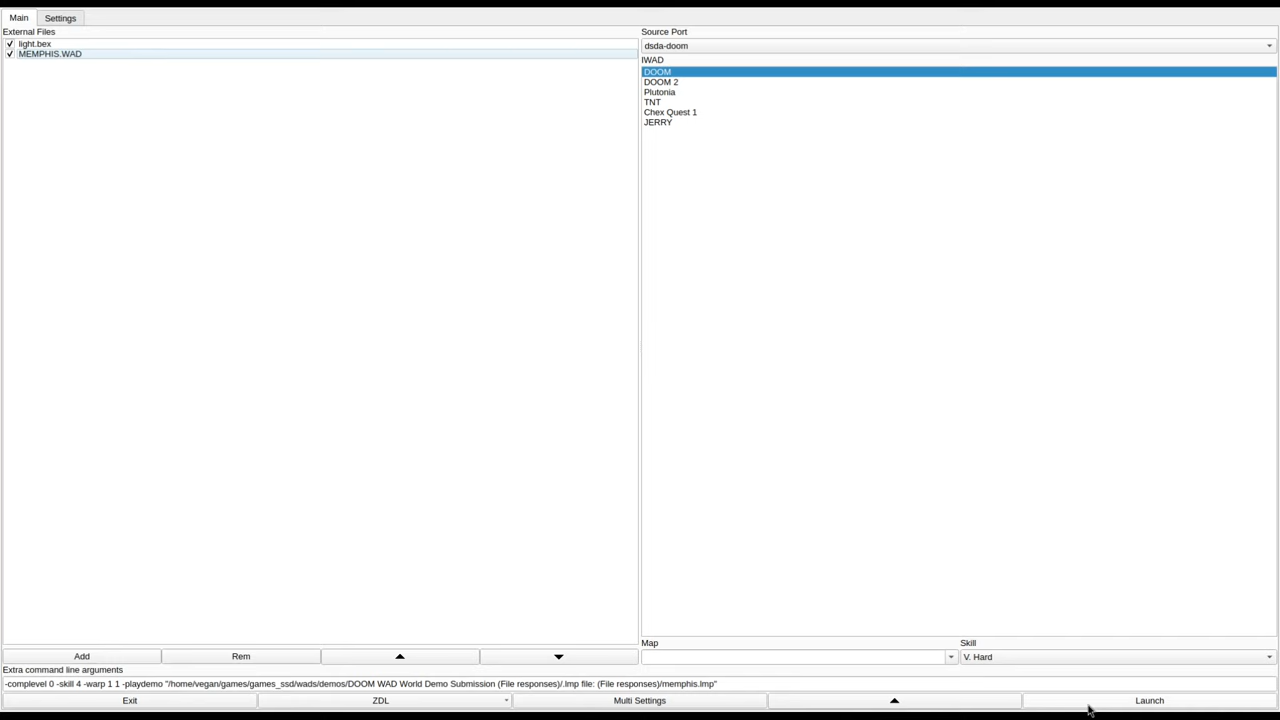 Main Settings
External Files
light.bex
MEMPHIS.WAD
Source Port
dsda-doom
IWAD
DOOM
DOOM 2
Plutonia
TNT
Chex Quest 1
JERRY
Map Skill
V. Hard
Add Rem
Extra command line arguments
-complevel 0 -skill 4 -warp 1 1 -playdemo "/home/vegan/games/games_ssd/wads/demos/DOOM WAD World Demo Submission (File responses)/.lmp file: (File responses)/memphis.lmp"
Exit ZDL Multi Settings Launch